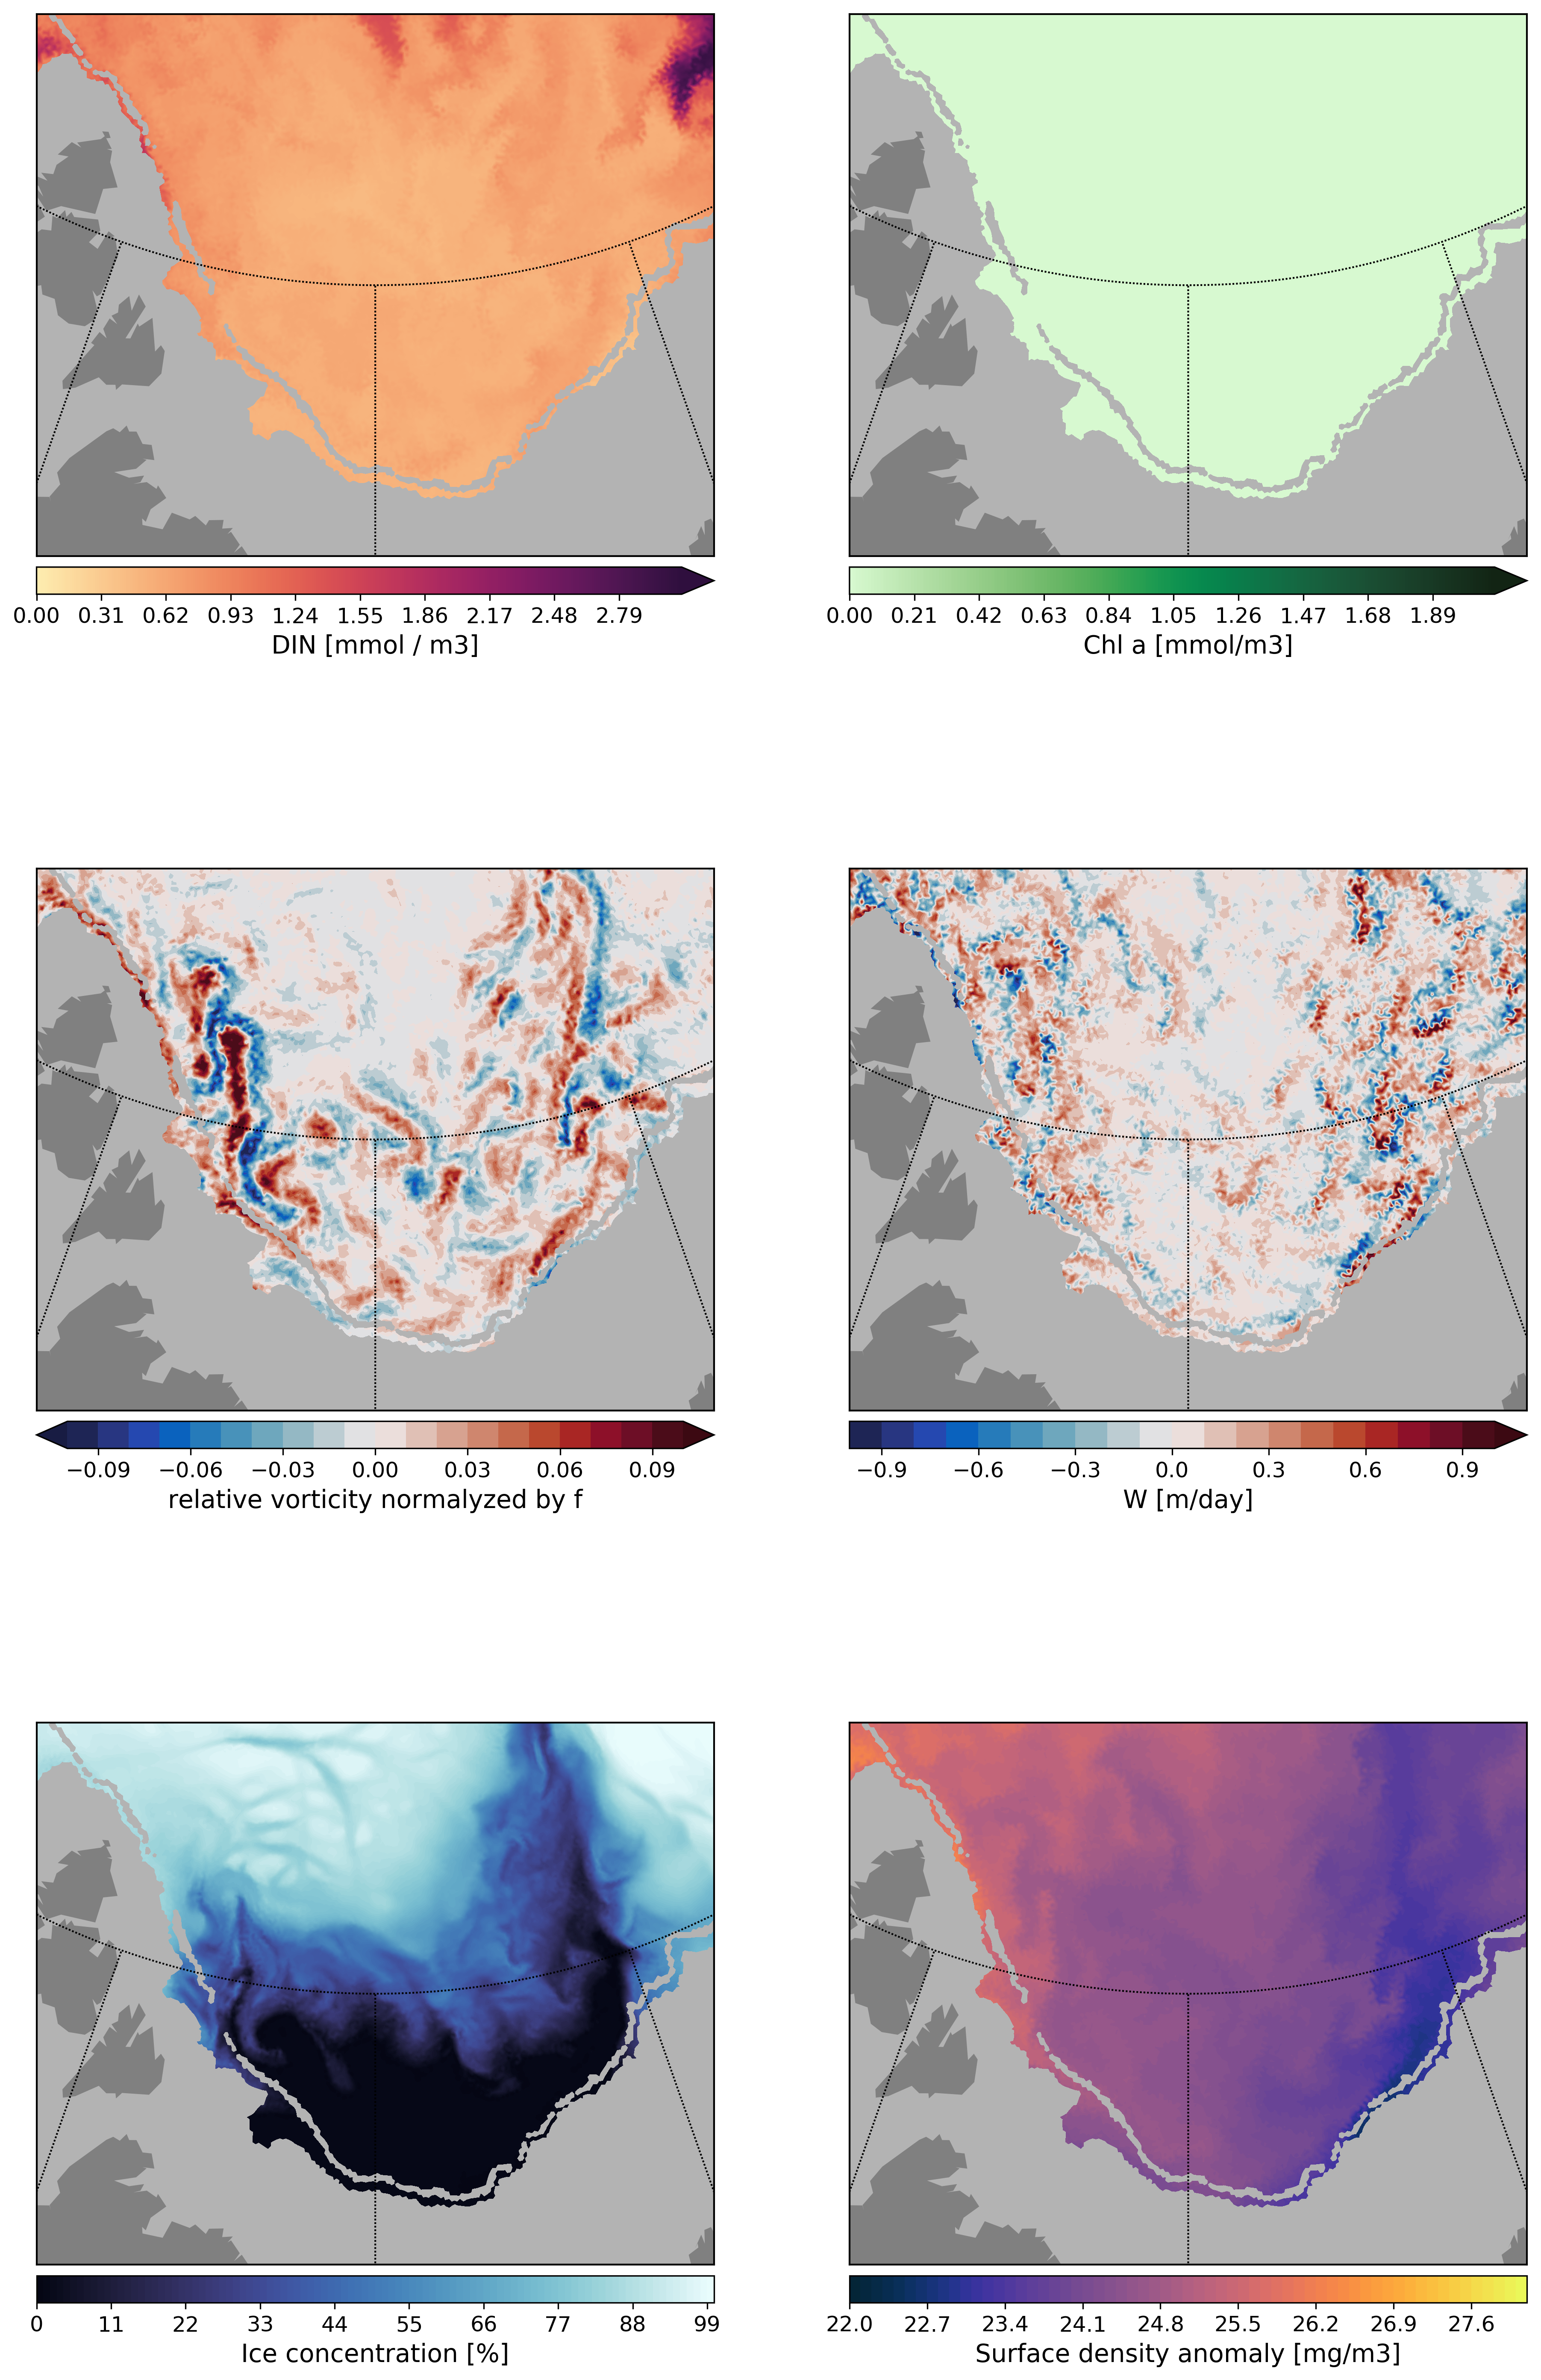 0.00 0.31 0.62 0.93 1.24 1.55 1.86 2.17 2.48 2.79
DIN [mmol / m3]
0.00 0.21 0.42 0.63 0.84 1.05 1.26 1.47 1.68 1.89
Chl a [mmol/m3]
−0.09 −0.06 −0.03 0.00 0.03 0.06 0.09
relative vorticity normalyzed by f
−0.9 −0.6 −0.3 0.0 0.3 0.6 0.9
W [m/day]
0 11 22 33 44 55 66 77 88 99
Ice concentration [%]
22.0 22.7 23.4 24.1 24.8 25.5 26.2 26.9 27.6
Surface density anomaly [mg/m3]